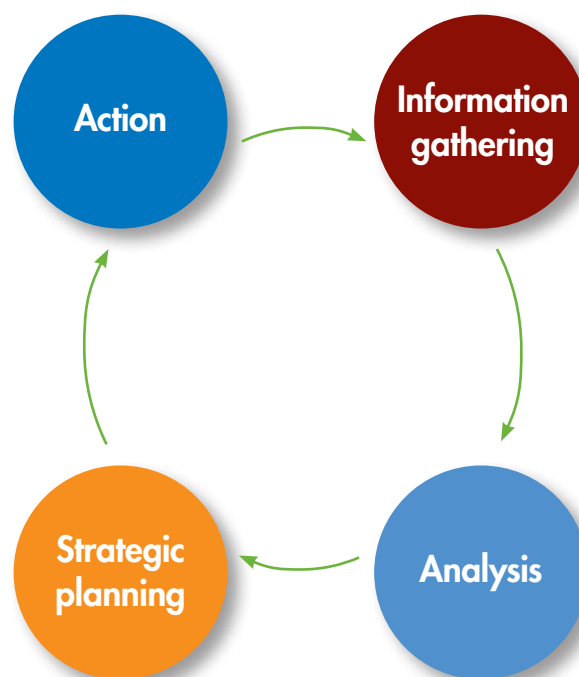 Action
Information
gathering
Strategic
planning
Analysis